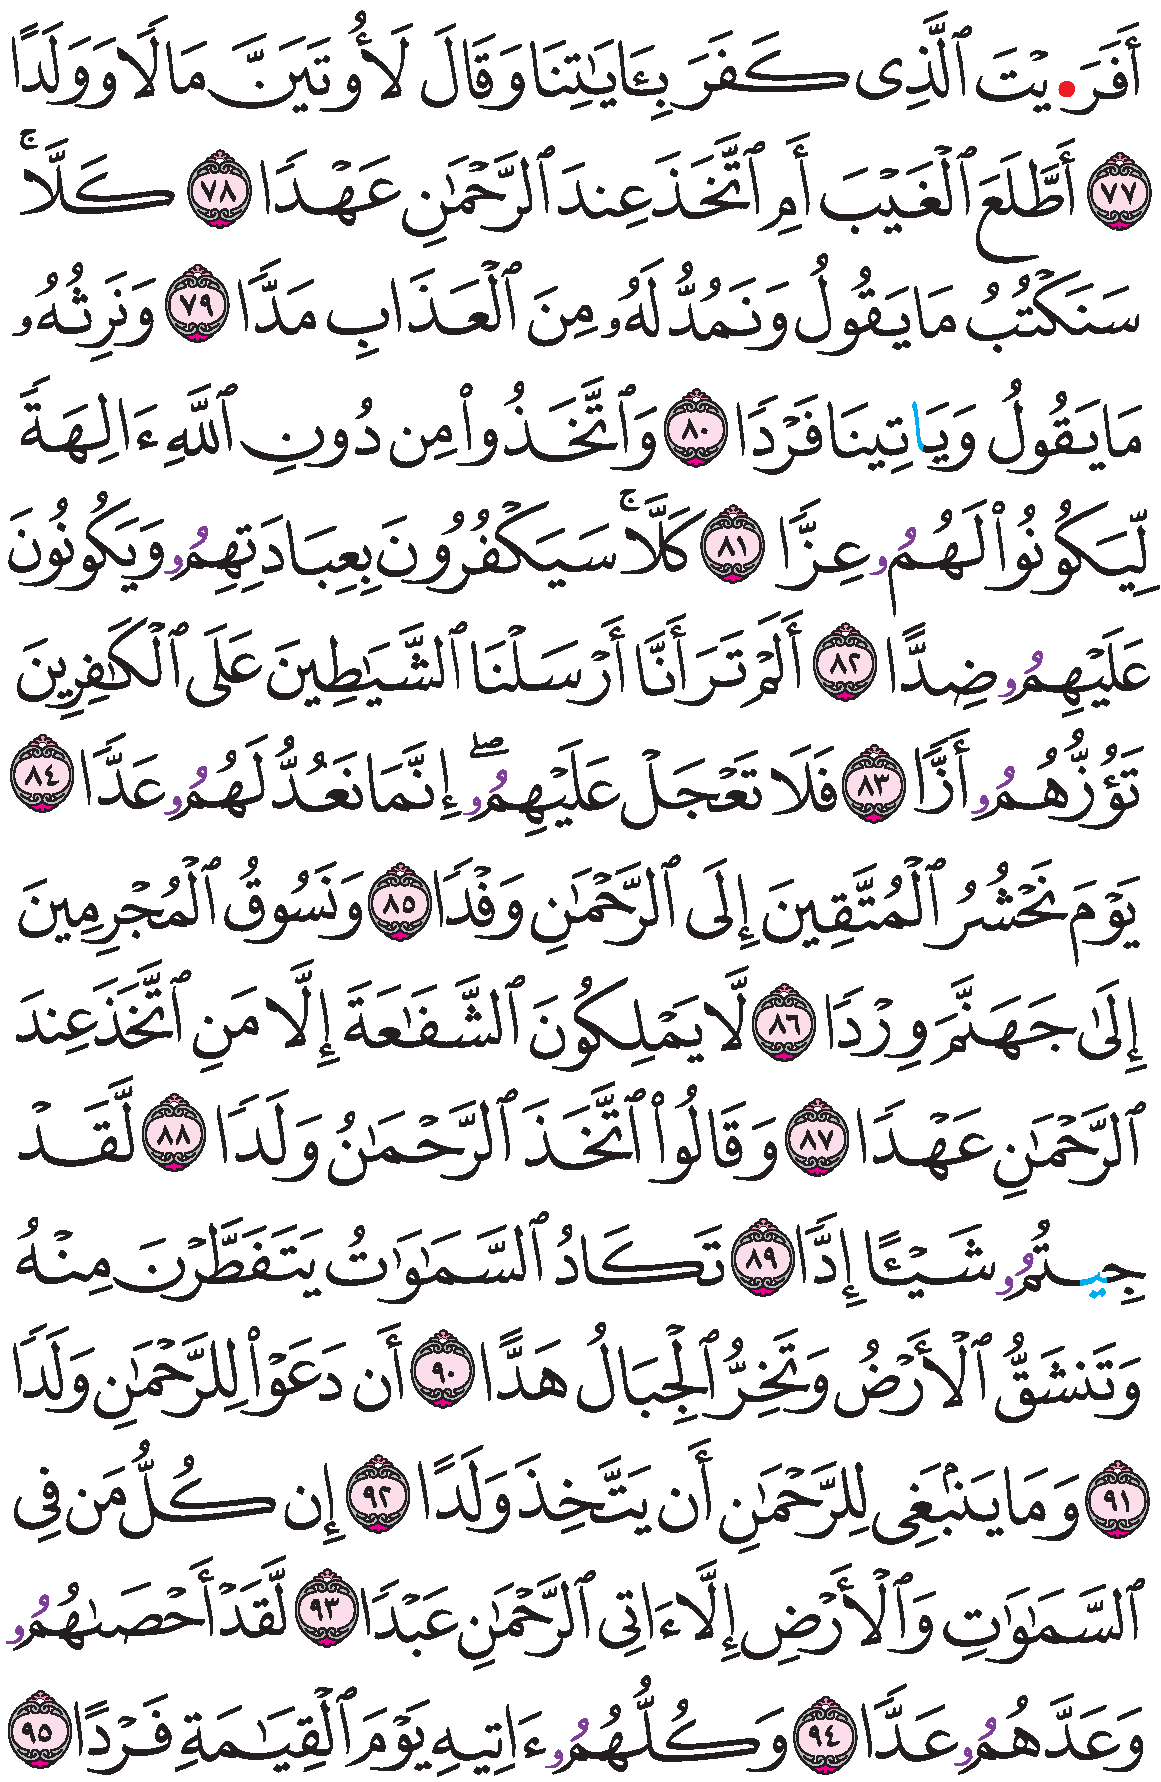 أَفَرَ•يْتَ ٱلَّذِى كَفَرَ بِـَٔايَٰتِنَا وَقَالَ لَأُوتَيَنَّ مَالًا وَوَلَدًا
٧٧ أَطَّلَعَ ٱلْغَيْبَ أَمِ ٱتَّخَذَ عِندَ ٱلرَّحْمَٰنِ عَهْدًا ٧٨ كَلَّا ۚ
سَنَكْتُبُ مَا يَقُولُ وَنَمُدُّ لَهُۥ مِنَ ٱلْعَذَابِ مَدًّا ٧٩ وَنَرِثُهُۥ
مَا يَقُولُ وَيَاتِينَا فَرْدًا ٨٠ وَٱتَّخَذُوا۟ مِن دُونِ ٱللَّهِ ءَالِهَةً
لِّيَكُونُوا۟ لَهُمُۥ عِزًّا ٨١ كَلَّا ۚ سَيَكْفُرُونَ بِعِبَادَتِهِمُۥ وَيَكُونُونَ
عَلَيْهِمُۥ ضِدًّا ٨٢ أَلَمْ تَرَ أَنَّا أَرْسَلْنَا ٱلشَّيَٰطِينَ عَلَى ٱلْكَٰفِرِينَ
تَؤُزُّهُمُۥ أَزًّا ٨٣ فَلَا تَعْجَلْ عَلَيْهِمُۥ ۖ إِنَّمَا نَعُدُّ لَهُمُۥ عَدًّا ٨٤
يَوْمَ نَحْشُرُ ٱلْمُتَّقِينَ إِلَى ٱلرَّحْمَٰنِ وَفْدًا ٨٥ وَنَسُوقُ ٱلْمُجْرِمِينَ
إِلَىٰ جَهَنَّمَ وِرْدًا ٨٦ لَّا يَمْلِكُونَ ٱلشَّفَٰعَةَ إِلَّا مَنِ ٱتَّخَذَ عِندَ
ٱلرَّحْمَٰنِ عَهْدًا ٨٧ وَقَالُوا۟ ٱتَّخَذَ ٱلرَّحْمَٰنُ وَلَدًا ٨٨ لَّقَدْ
جِيتُمُۥ شَيْـًٔا إِدًّا ٨٩ تَكَادُ ٱلسَّمَٰوَٰتُ يَتَفَطَّرْنَ مِنْهُ
وَتَنشَقُّ ٱلْأَرْضُ وَتَخِرُّ ٱلْجِبَالُ هَدًّا ٩٠ أَن دَعَوْا۟ لِلرَّحْمَٰنِ وَلَدًا
٩١ وَمَا يَنۢبَغِى لِلرَّحْمَٰنِ أَن يَتَّخِذَ وَلَدًا ٩٢ إِن كُلُّ مَن فِى
ٱلسَّمَٰوَٰتِ وَٱلْأَرْضِ إِلَّا ءَاتِى ٱلرَّحْمَٰنِ عَبْدًا ٩٣ لَّقَدْ أَحْصَىٰهُمُۥ
وَعَدَّهُمُۥ عَدًّا ٩٤ وَكُلُّهُمُۥ ءَاتِيهِ يَوْمَ ٱلْقِيَٰمَةِ فَرْدًا ٩٥